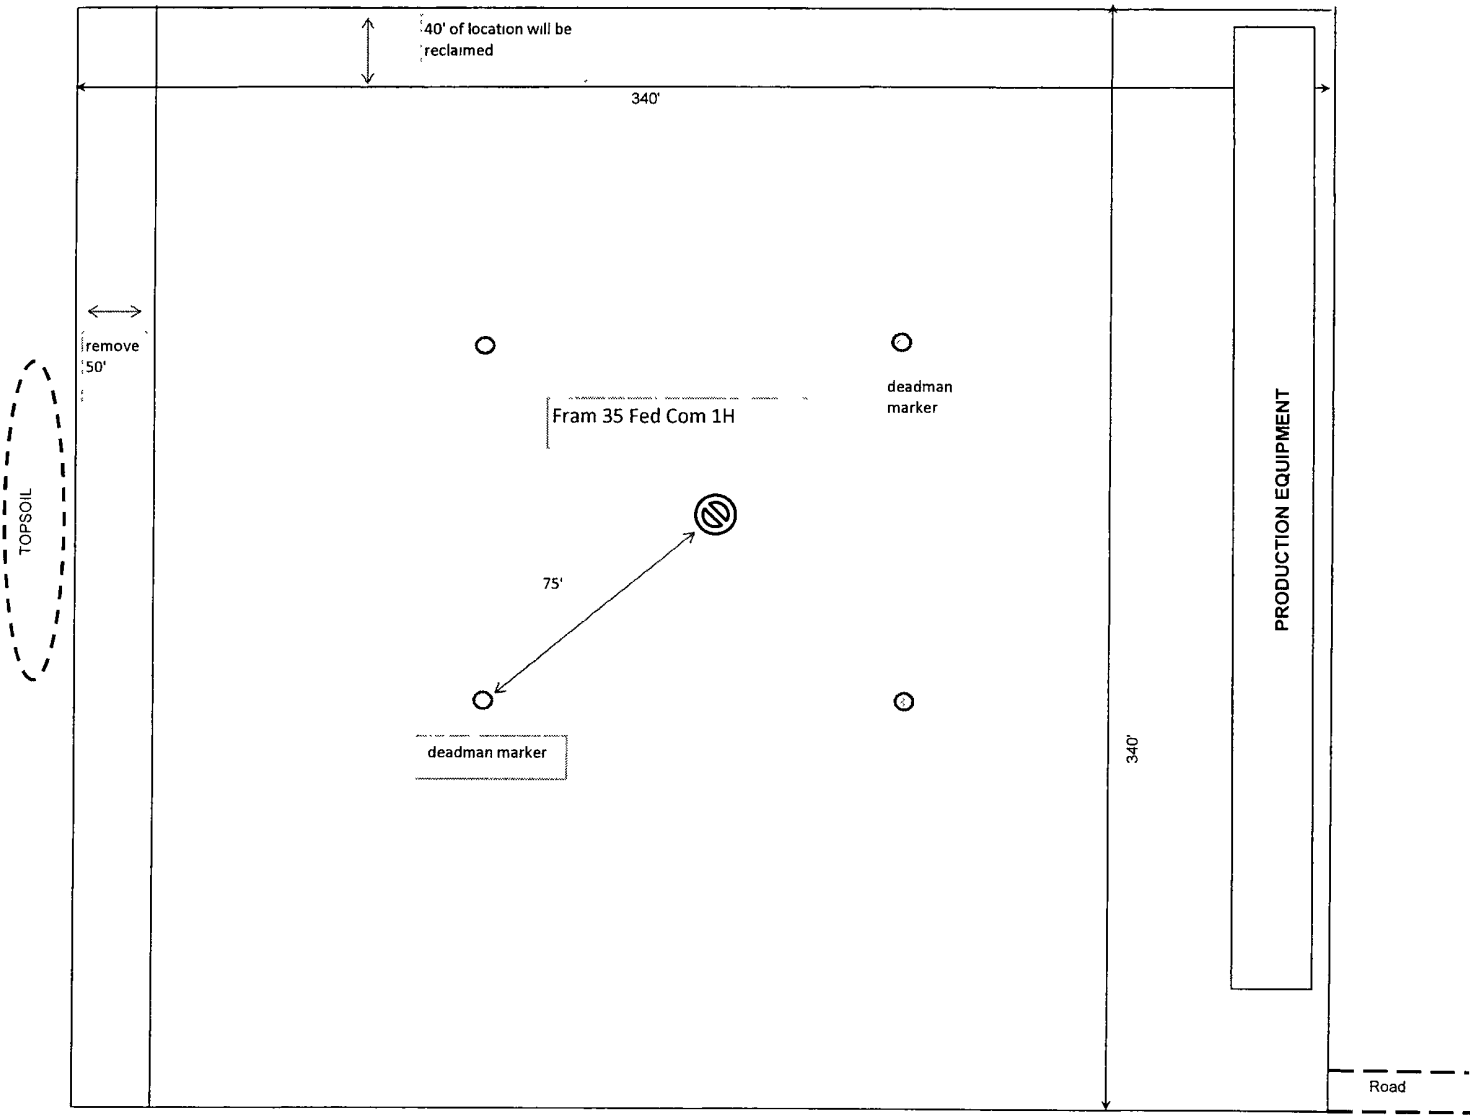 40' of location will be
reclaimed
340'
remove
50'
deadman
marker
Fram 35 Fed Com 1H
TOPSOIL
PRODUCTION EQUIPMENT
75'
deadman marker
340'
Road